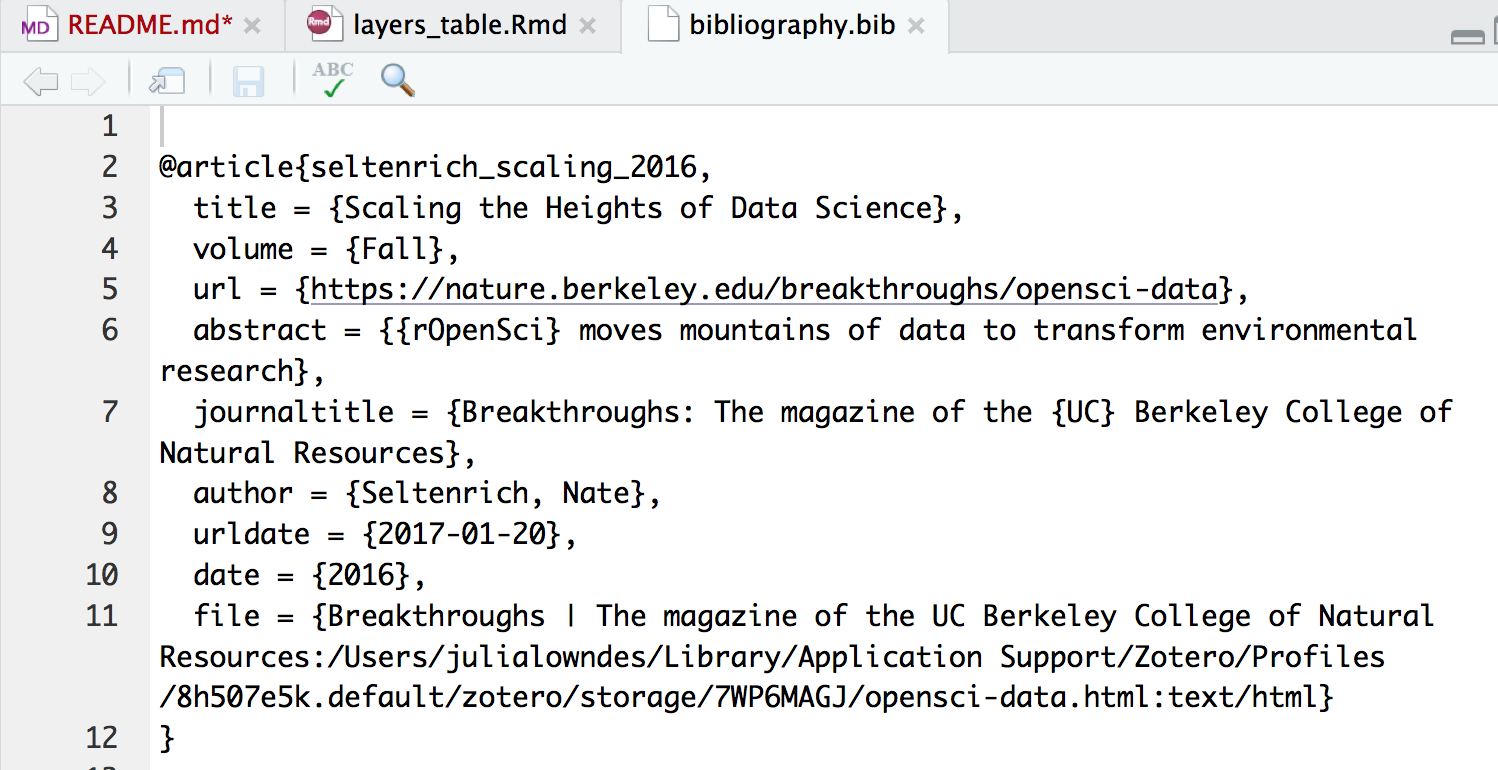 MD README.md* Rmd layers_table.Rmd bibliography.bib
ABC
1
2 @article{seltenrich_scaling_2016,
3 title = {Scaling the Heights of Data Science},
4 volume = {Fall},
5 url = {https://nature.berkeley.edu/breakthroughs/opensci-data},
6 abstract = {{rOpenSci} moves mountains of data to transform environmental
research},
7 journaltitle = {Breakthroughs: The magazine of the {UC} Berkeley College of
Natural Resources},
8 author = {Seltenrich, Nate},
9 urldate = {2017-01-20},
10 date = {2016},
11 file = {Breakthroughs | The magazine of the UC Berkeley College of Natural
Resources:/Users/julialowndes/Library/Application Support/Zotero/Profiles
/8h507e5k.default/zotero/storage/7WP6MAGJ/opensci-data.html:text/html}
12 }